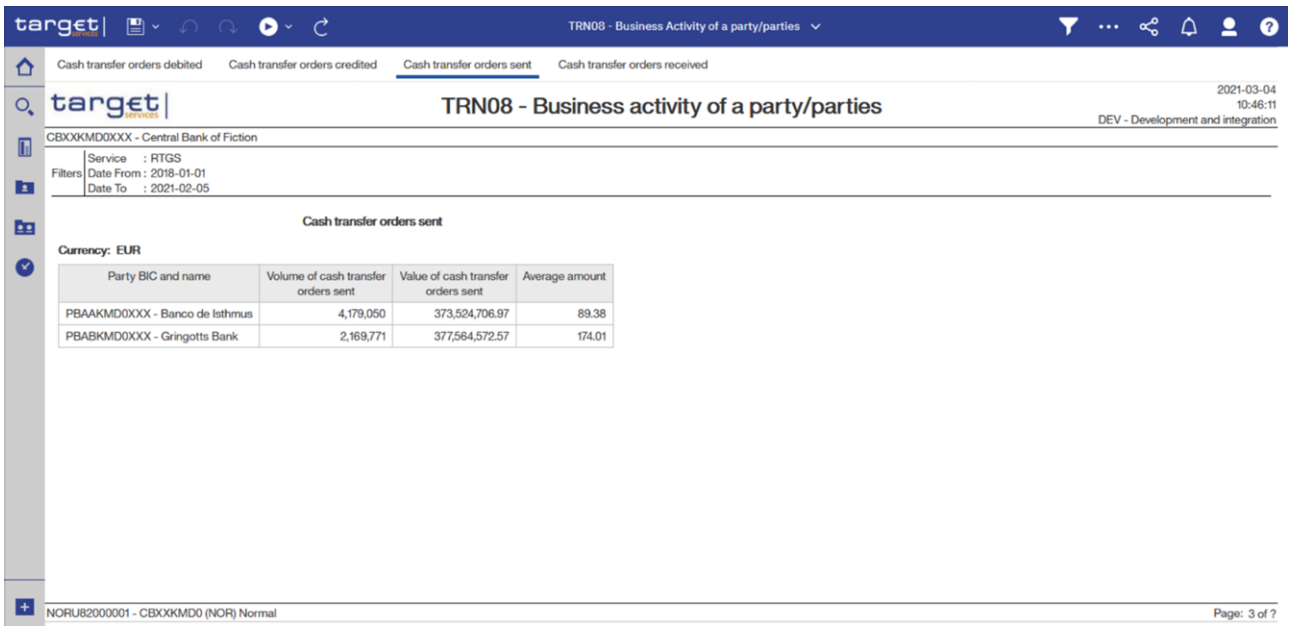 target|
services
TRN08 - Business Activity of a party/parties
Cash transfer orders debited
Cash transfer orders credited
Cash transfer orders sent
Cash transfer orders received
target|
services
TRN08 - Business activity of a party/parties
2021-03-04
10:46:11
DEV - Development and integration
CBXXKMD0XXX - Central Bank of Fiction
Filters
Service : RTGS
Date From : 2018-01-01
Date To : 2021-02-05
Cash transfer orders sent
Currency: EUR
Party BIC and name
Volume of cash transfer
orders sent
Value of cash transfer
orders sent
Average amount
PBAAKMD0XXX - Banco de Isthmus 4,179,050 373,524,706.97 89.38
PBABKMD0XXX - Gringotts Bank 2,169,771 377,564,572.57 174.01
NORU82000001 - CBXXKMD0 (NOR) Normal
Page: 3 of ?